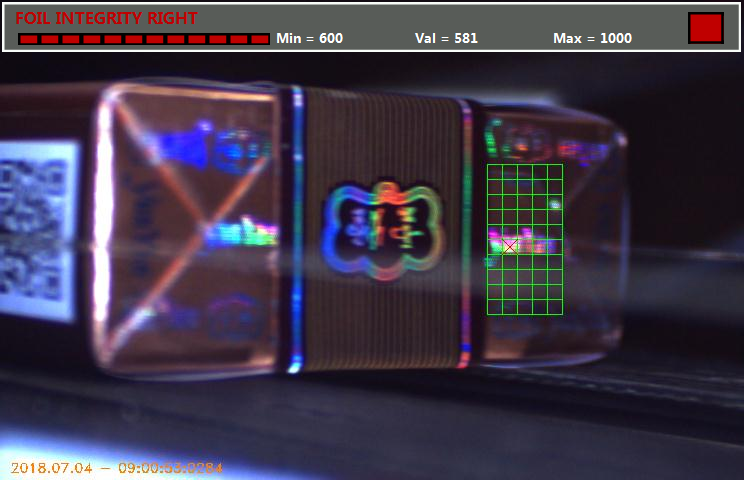 FOIL INTEGRITY RIGHT
Min = 600 Val = 581 Max = 1000
2018.07.04 - 09:00:53.0284